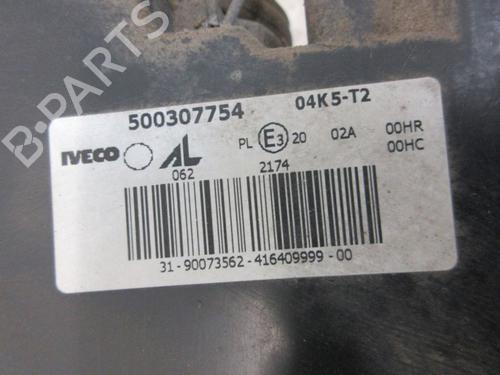 B-PARTS
500307754 04K5-T2
IVECO AL PL E3 20 02A 00HR
062 2174 00HC
31-90073562-416409999-00